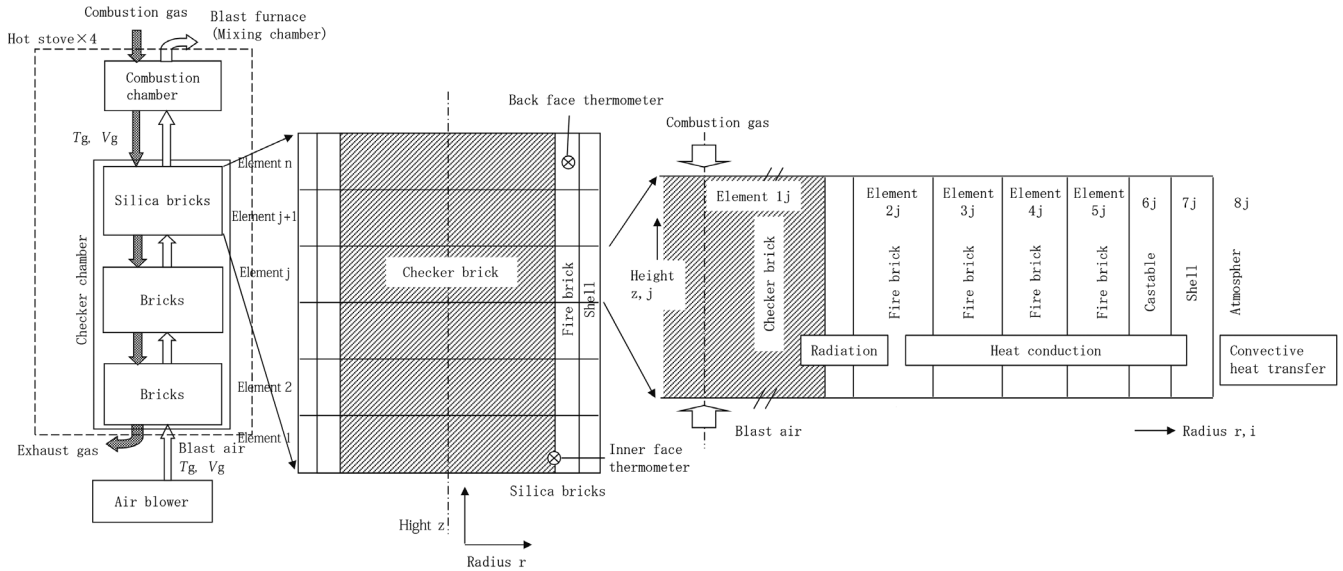 Combustion gas
Hot stove×4
Blast furnace
(Mixing chamber)
Combustion
chamber
Tg, Vg
Checker chamber
Silica bricks
Bricks
Bricks
Exhaust gas
Blast air
Tg, Vg
Air blower
Element n
Element j+1
Element j
Element 2
Element 1
Checker brick
Fire brick
Shell
Back face thermometer
Inner face
thermometer
Silica bricks
Hight z
Radius r
Combustion gas
Height
z,j
Element 1j
Checker brick
Element
2j
Fire brick
Element
3j
Fire brick
Element
4j
Fire brick
Element
5j
Fire brick
6j
Castable
7j
Shell
8j
Atmospher
Radiation
Heat conduction
Convective
heat transfer
Blast air
Radius r,i